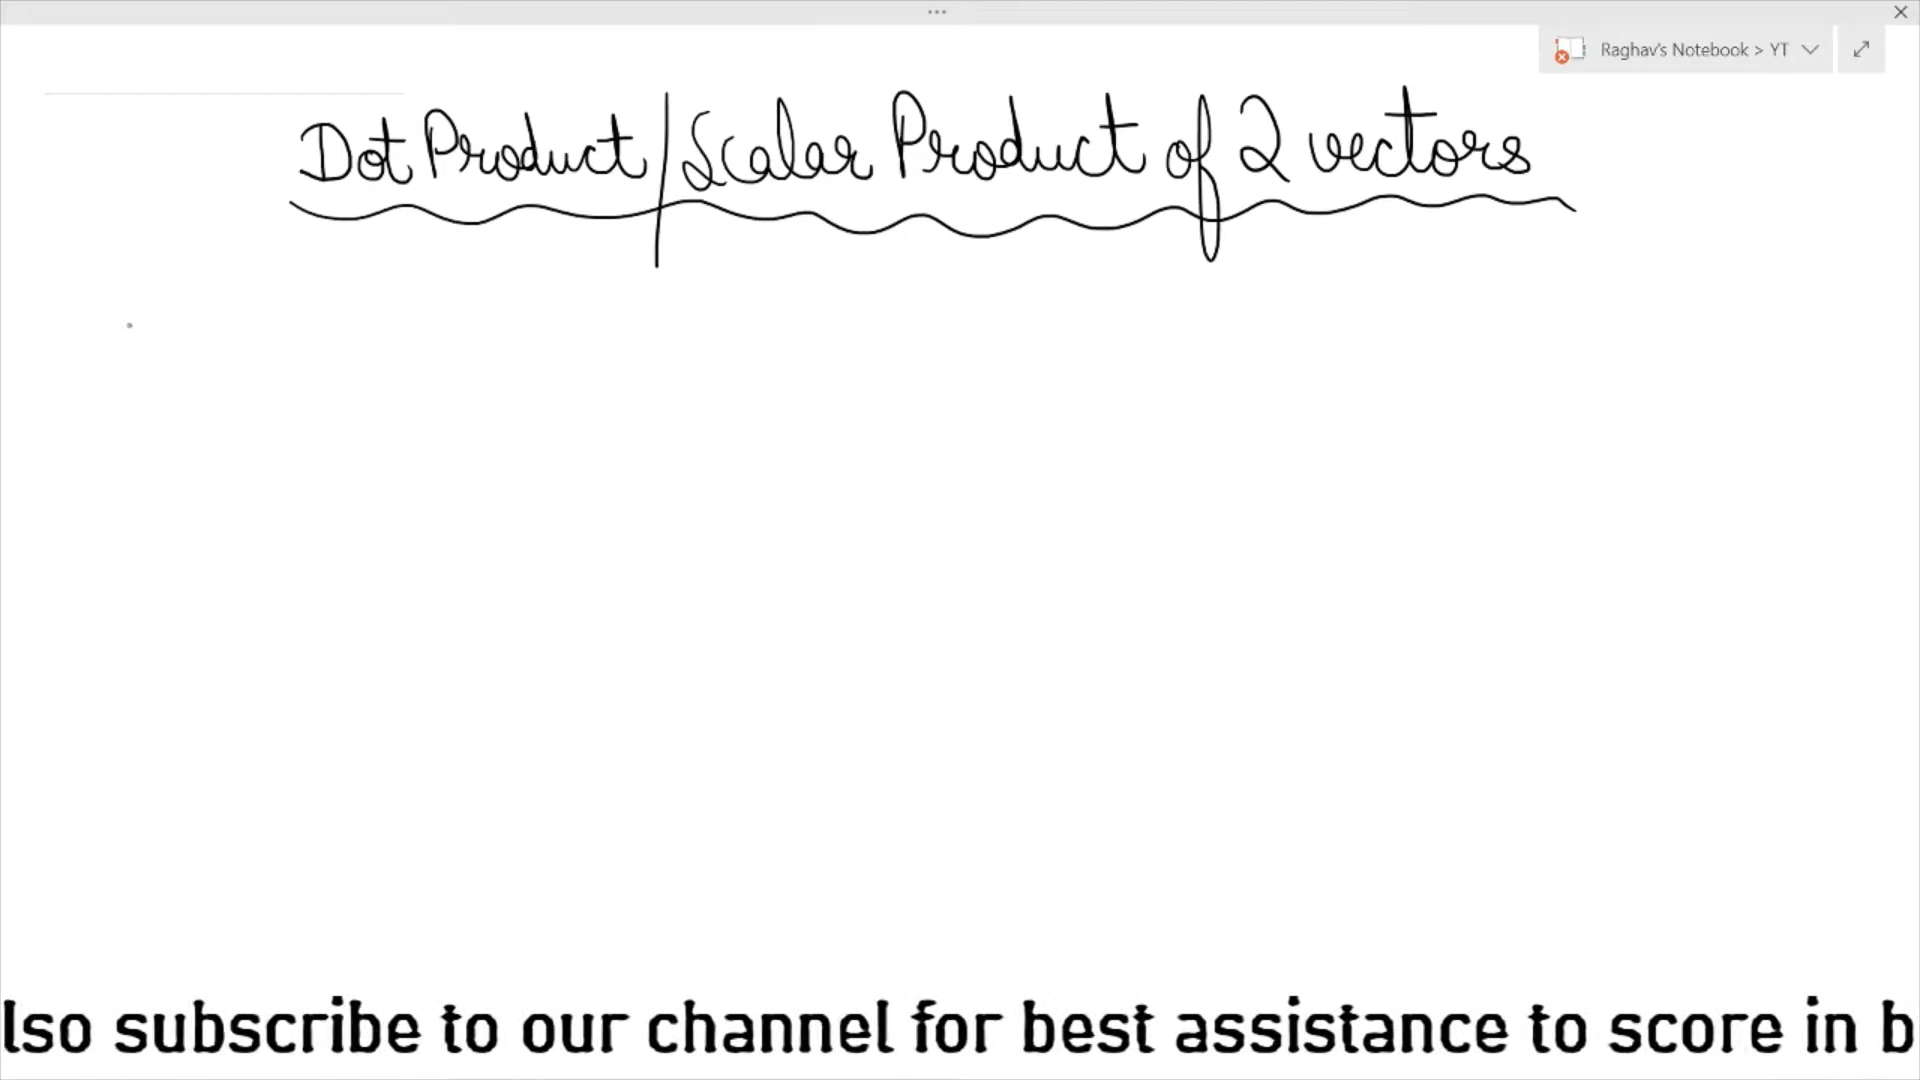 Raghav's Notebook > YT
Dot Product/Scalar Product of 2 vectors
lso subscribe to our channel for best assistance to score in b